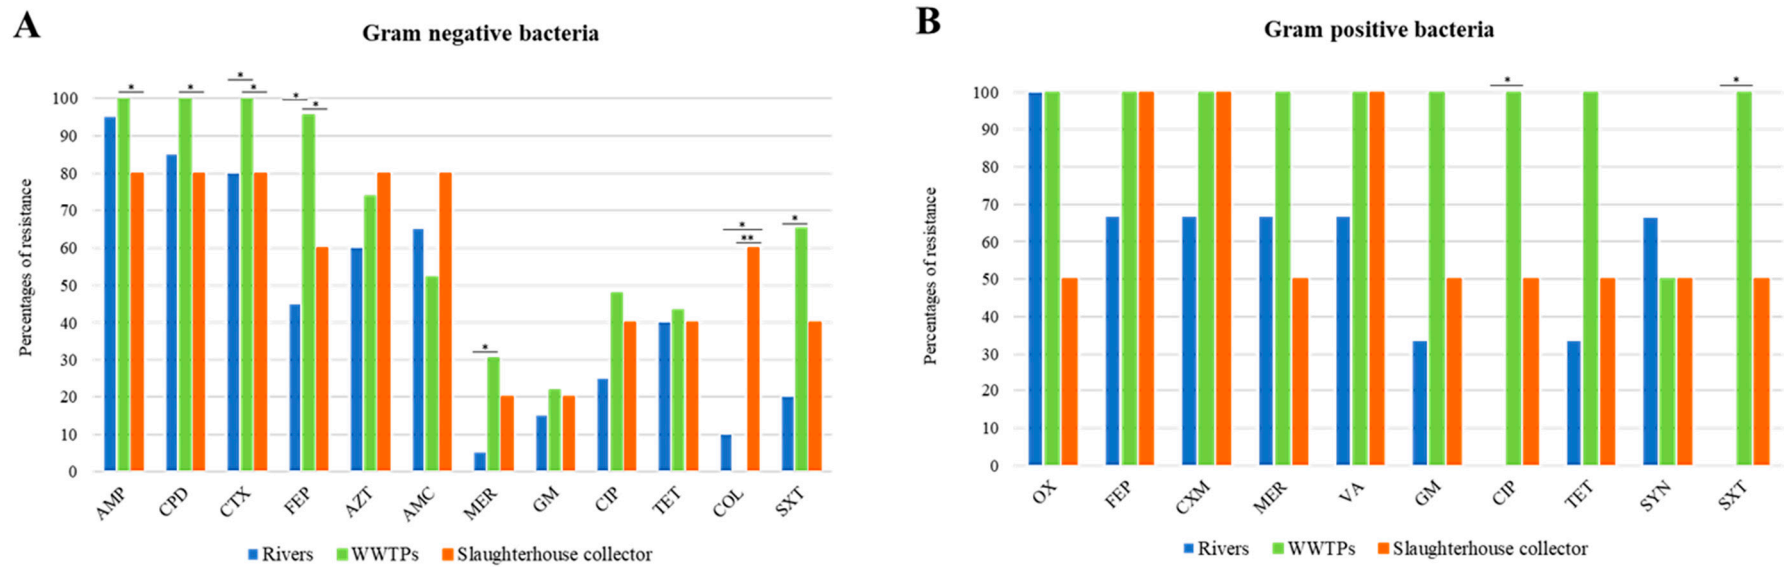 A
Gram negative bacteria
Percentages of resistance
* * * * * *
100
90
80
70
60
50
40
30
20
10
0
* * ** *
AMP CPD CTX FEP AZT AMC MER GM CIP TET COL SXT
Rivers WWTPs Slaughterhouse collector
B
Gram positive bacteria
Percentages of resistance
* *
100
90
80
70
60
50
40
30
20
10
0
OX FEP CXM MER VA GM CIP TET SYN SXT
Rivers WWTPs Slaughterhouse collector